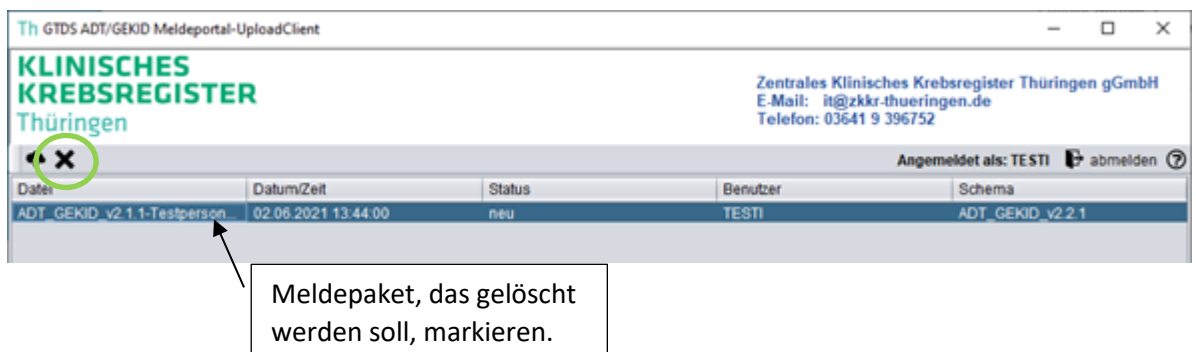 Th GTDS ADT/GEKID Meldeportal-UploadClient
KLINISCHES
KREBSREGISTER
Thüringen
Zentrales Klinisches Krebsregister Thüringen gGmbH
E-Mail: it@zkkr-thueringen.de
Telefon: 03641 9 396752
Angemeldet als: TESTI abmelden ?
Datei Datum/Zeit Status Benutzer Schema
ADT_GEKID_v2.1.1-Testperson... 02.06.2021 13:44:00 neu TESTI ADT_GEKID_v2.2.1
Meldepaket, das gelöscht
werden soll, markieren.